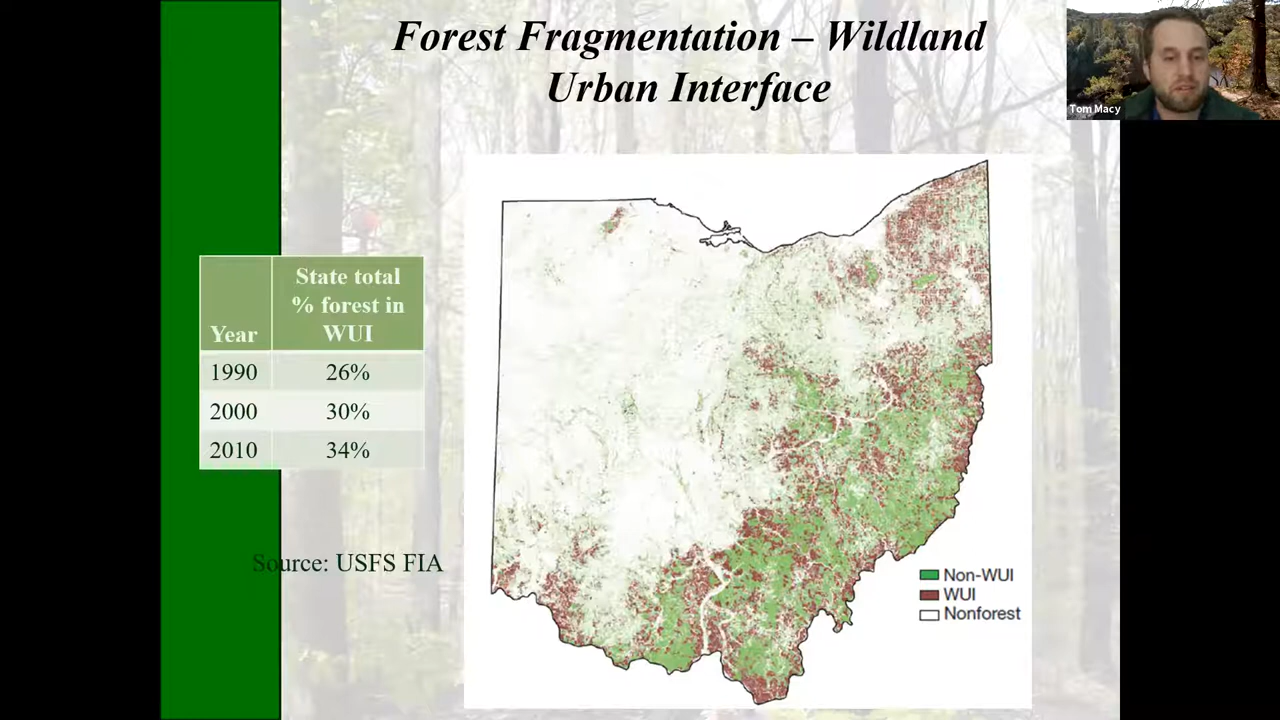 Forest Fragmentation – Wildland
Urban Interface
Tom Macy
Year
State total
% forest in
WUI
1990 26%
2000 30%
2010 34%
Source: USFS FIA
Non-WUI
WUI
Nonforest